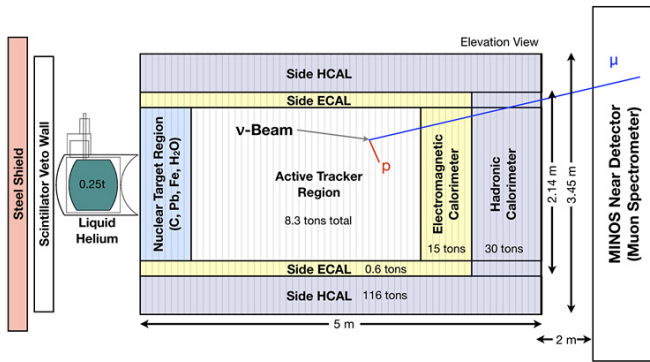 Elevation View
Side HCAL
Side ECAL
Steel Shield
Scintillator Veto Wall
0.25t
Liquid
Helium
Nuclear Target Region
(C, Pb, Fe, H₂O)
ν-Beam
p
μ
Active Tracker
Region
8.3 tons total
Electromagnetic
Calorimeter
15 tons
Hadronic
Calorimeter
30 tons
Side ECAL 0.6 tons
Side HCAL 116 tons
5 m
2 m
2.14 m
3.45 m
MINOS Near Detector
(Muon Spectrometer)